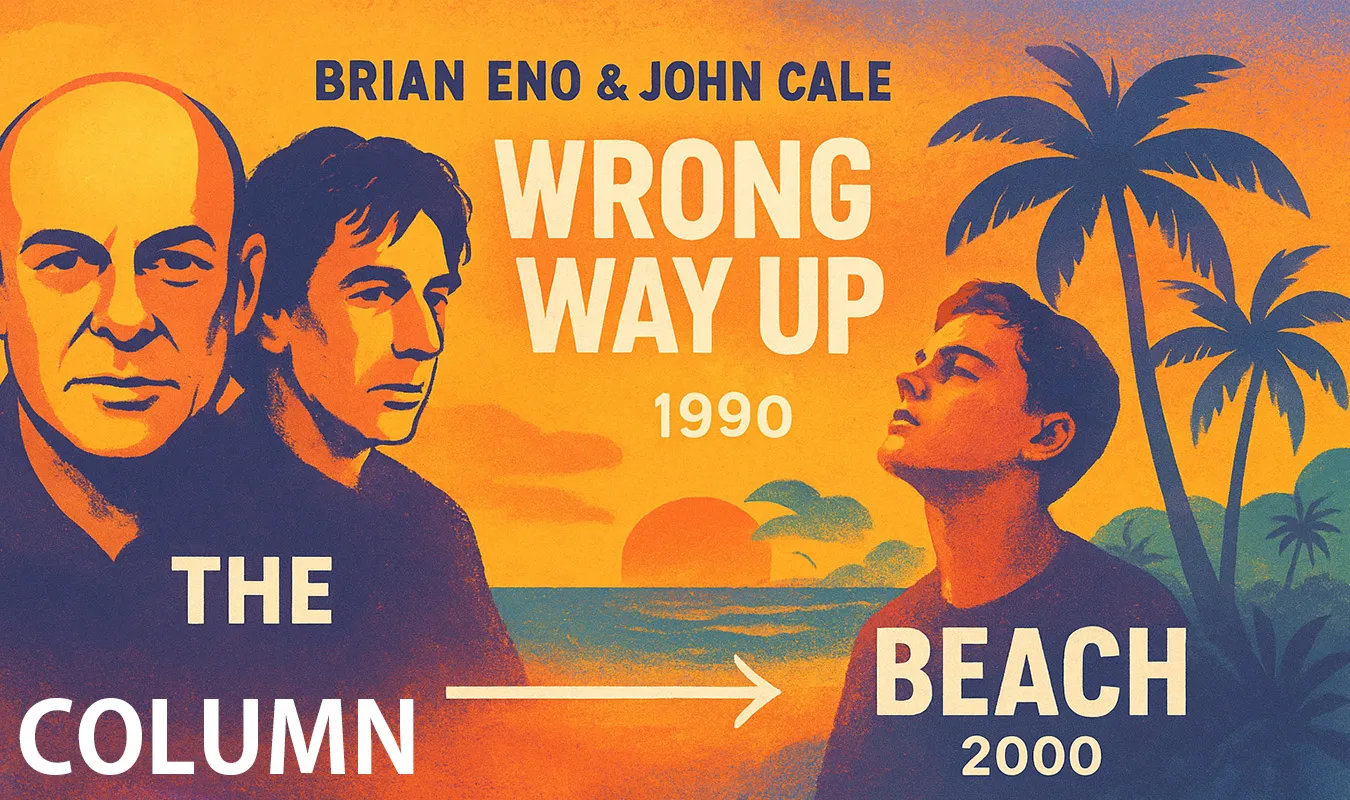 BRIAN ENO & JOHN CALE
WRONG
WAY UP
1990
THE
BEACH
2000
COLUMN